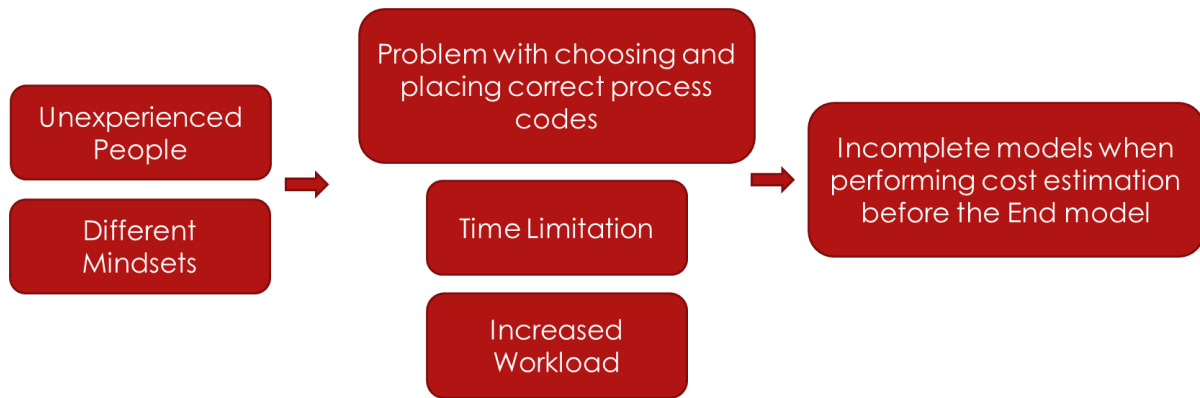 Unexperienced
People
Different
Mindsets
Problem with choosing and
placing correct process
codes
Time Limitation
Increased
Workload
Incomplete models when
performing cost estimation
before the End model